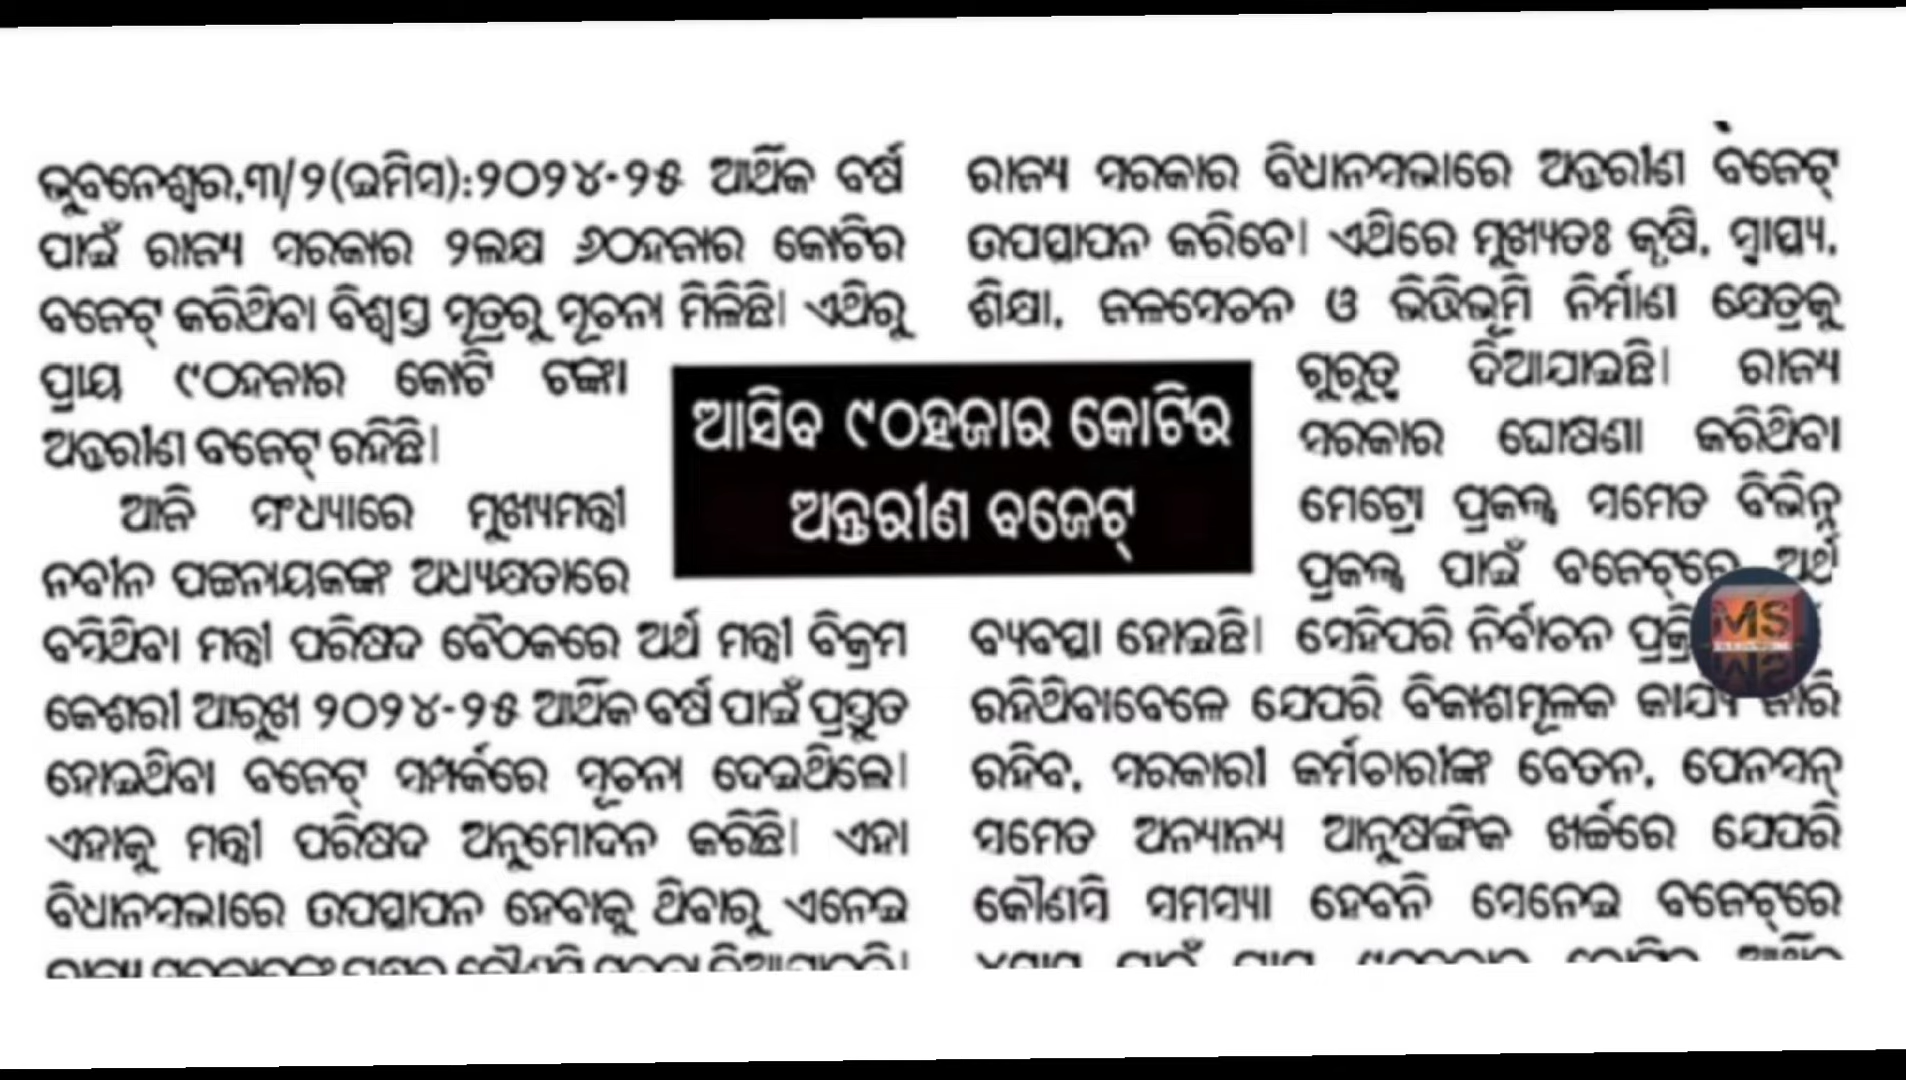 ଭୁବନେଶ୍ୱର,୩/୨(ଇମିସ):୨୦୨୪-୨୫ ଆର୍ଥିକ ବର୍ଷ
ପାଇଁ ରାଜ୍ୟ ସରକାର ୨ଲକ୍ଷ ୬୦ହଜାର କୋଟିର
ବଜେଟ୍ କରିଥିବା ବିଶ୍ୱସ୍ତ ସୂତ୍ରରୁ ସୂଚନା ମିଳିଛି। ଏଥିରୁ
ପ୍ରାୟ ୯୦ହଜାର କୋଟି ଟଙ୍କା
ଅନ୍ତରୀଣ ବଜେଟ୍ ରହିଛି।
ଆଜି ସଂଧ୍ୟାରେ ମୁଖ୍ୟମନ୍ତ୍ରୀ
ନବୀନ ପଟ୍ଟନାୟକଙ୍କ ଅଧ୍ୟକ୍ଷତାରେ
ବସିଥିବା ମନ୍ତ୍ରୀ ପରିଷଦ ବୈଠକରେ ଅର୍ଥ ମନ୍ତ୍ରୀ ବିକ୍ରମ
କେଶରୀ ଆରୁଖ ୨୦୨୪-୨୫ ଆର୍ଥିକ ବର୍ଷ ପାଇଁ ପ୍ରସ୍ତୁତ
ହୋଇଥିବା ବଜେଟ୍ ସମ୍ପର୍କରେ ସୂଚନା ଦେଇଥିଲେ।
ଏହାକୁ ମନ୍ତ୍ରୀ ପରିଷଦ ଅନୁମୋଦନ କରିଛି। ଏହା
ବିଧାନସଭାରେ ଉପସ୍ଥାପନ ହେବାକୁ ଥିବାରୁ ଏନେଇ
ଆସିବ ୯୦ହଜାର କୋଟିର
ଅନ୍ତରୀଣ ବଜେଟ୍
ରାଜ୍ୟ ସରକାର ବିଧାନସଭାରେ ଅନ୍ତରୀଣ ବଜେଟ୍
ଉପସ୍ଥାପନ କରିବେ। ଏଥିରେ ମୁଖ୍ୟତଃ କୃଷି, ସ୍ୱାସ୍ଥ୍ୟ,
ଶିକ୍ଷା, ଜଳସେଚନ ଓ ଭିତ୍ତିଭୂମି ନିର୍ମାଣ କ୍ଷେତ୍ରକୁ
ଗୁରୁତ୍ୱ ଦିଆଯାଇଛି। ରାଜ୍ୟ
ସରକାର ଘୋଷଣା କରିଥିବା
ମେଟ୍ରୋ ପ୍ରକଳ୍ପ ସମେତ ବିଭିନ୍ନ
ପ୍ରକଳ୍ପ ପାଇଁ ବଜେଟ୍‌ରେ ଅର୍ଥ
ବ୍ୟବସ୍ଥା ହୋଇଛି। ସେହିପରି ନିର୍ବାଚନ
ରହିଥିବାବେଳେ ଯେପରି ବିକାଶମୂଳକ କାର୍ଯ୍ୟ ଜାରି
ରହିବ, ସରକାରୀ କର୍ମଚାରୀଙ୍କ ବେତନ, ପେନସନ୍
ସମେତ ଅନ୍ୟାନ୍ୟ ଆନୁଷଙ୍ଗିକ ଖର୍ଚ୍ଚରେ ଯେପରି
କୌଣସି ସମସ୍ୟା ହେବନି ସେନେଇ ବଜେଟ୍‌ରେ
MS